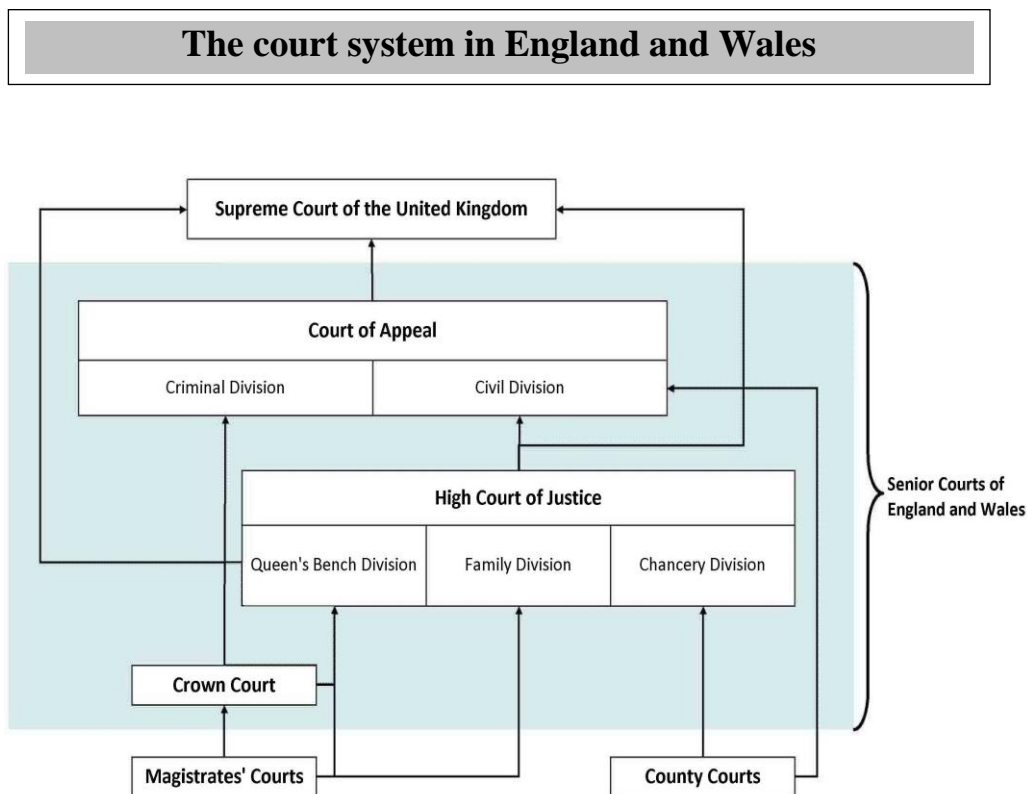 The court system in England and Wales
Supreme Court of the United Kingdom
Court of Appeal
Criminal Division
Civil Division
High Court of Justice
Queen's Bench Division
Family Division
Chancery Division
Senior Courts of
England and Wales
Crown Court
Magistrates' Courts
County Courts